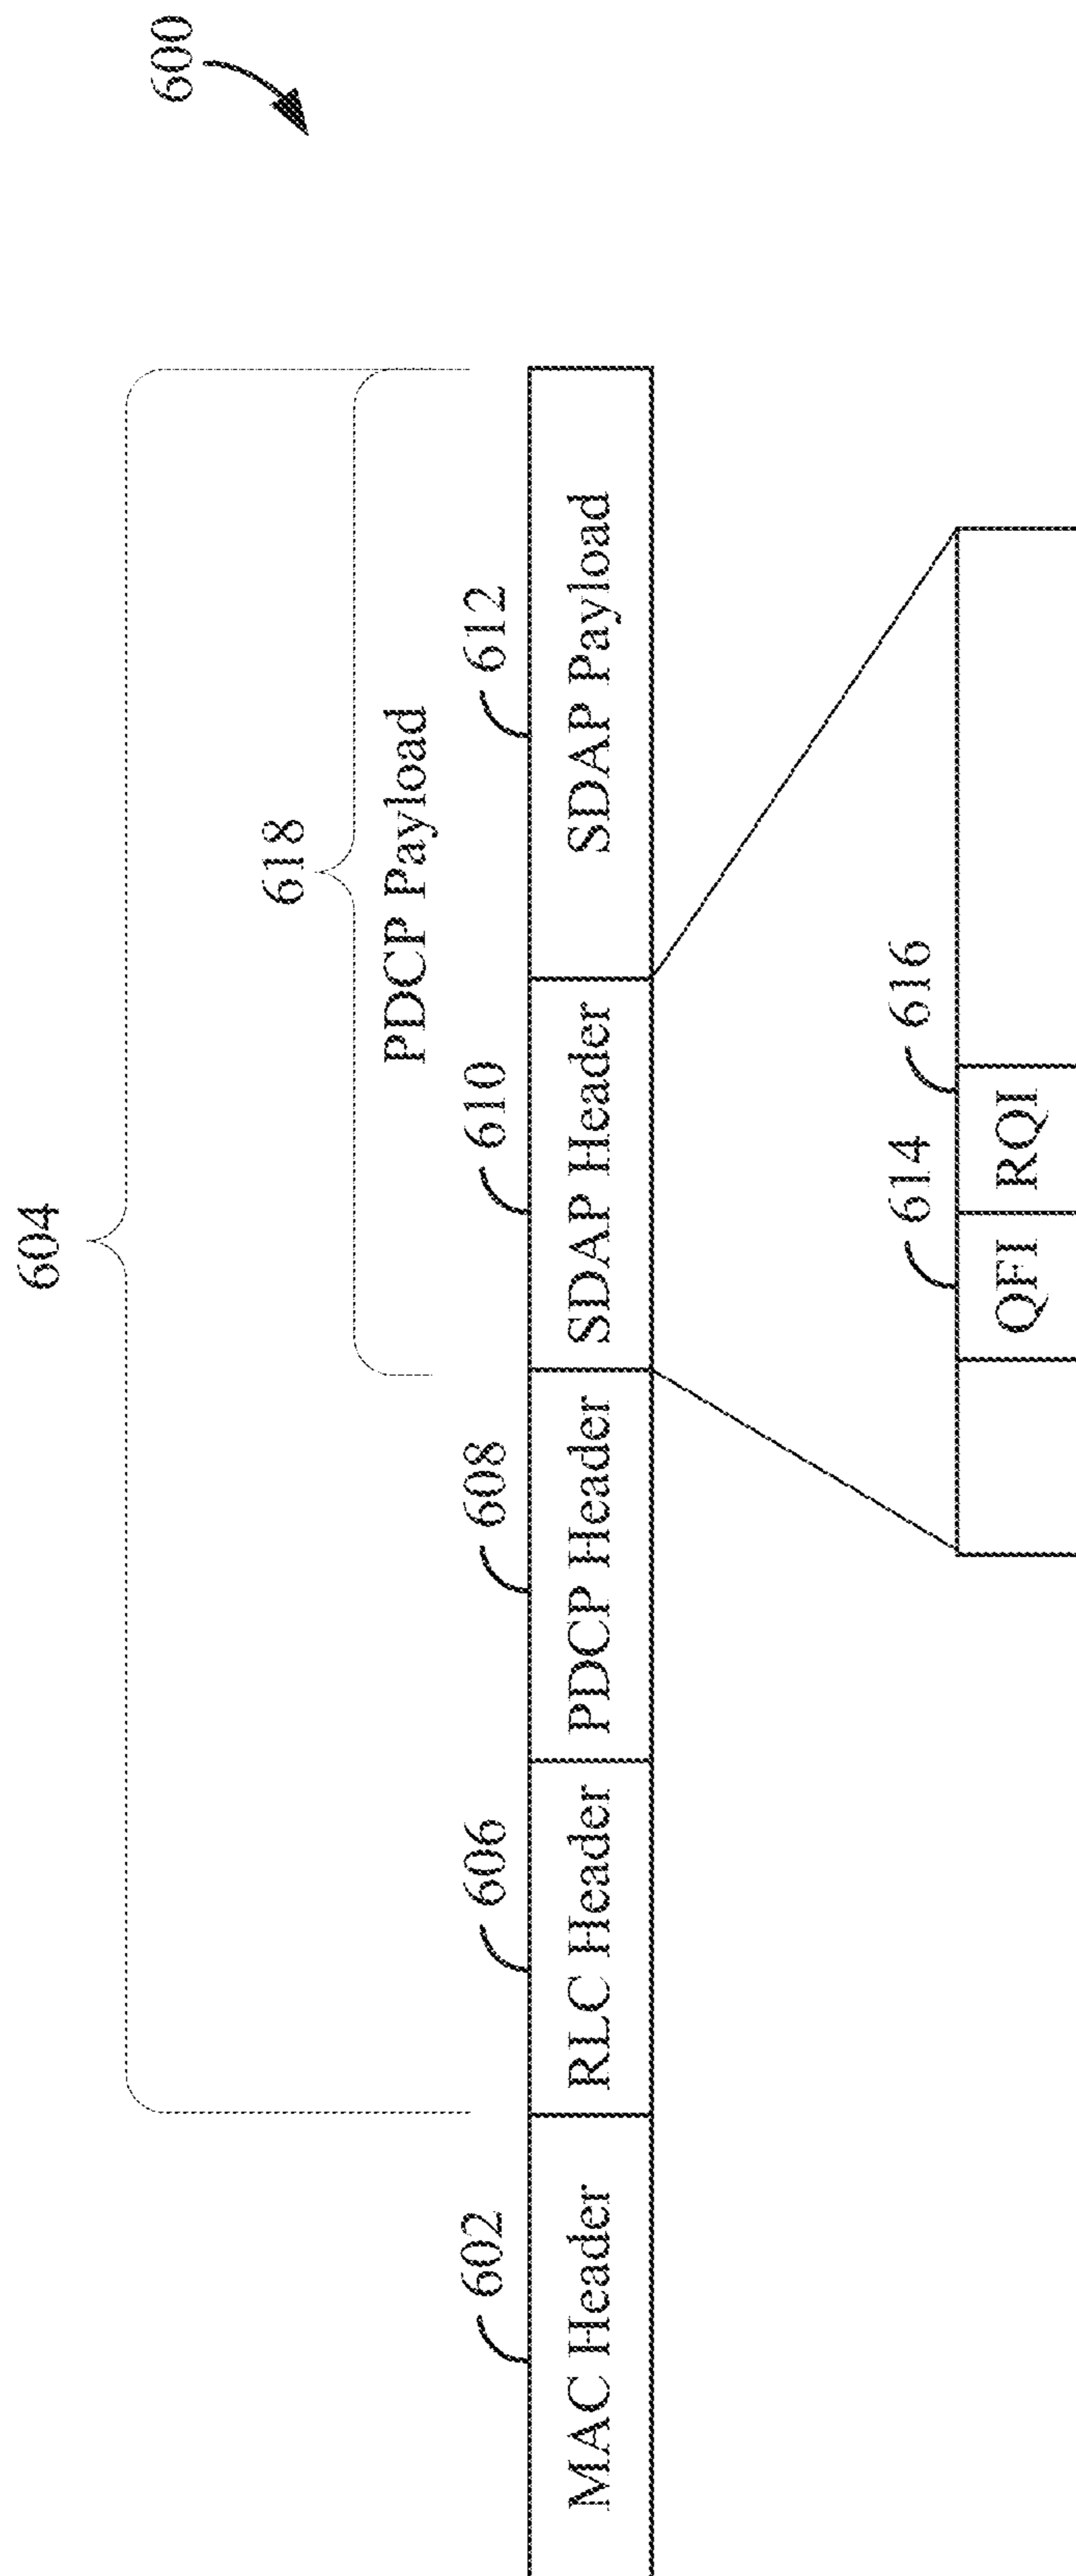 600
604
618
PDCP Payload
602
606
608
610
612
MAC Header
RLC Header
PDCP Header
SDAP Header
SDAP Payload
614
616
QFI
RQI